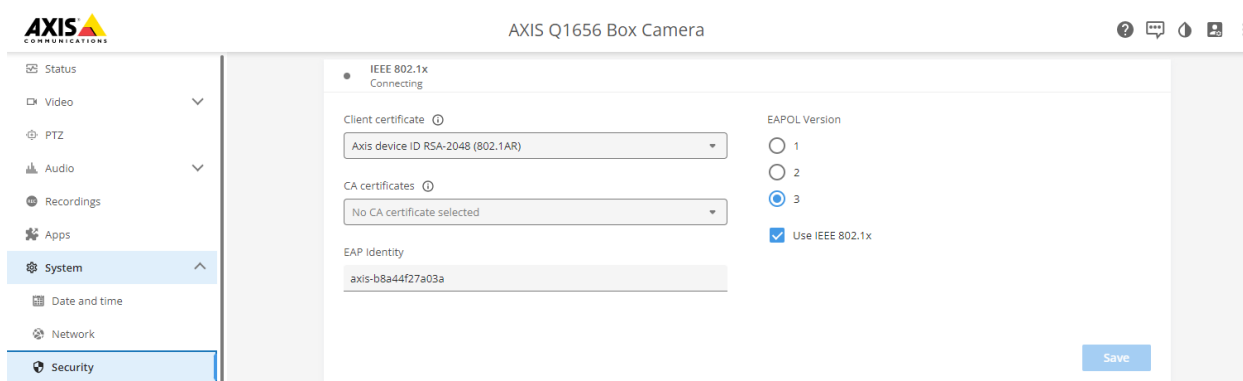 AXIS
COMMUNICATIONS
AXIS Q1656 Box Camera
Status
Video
PTZ
Audio
Recordings
Apps
System
Date and time
Network
Security
IEEE 802.1x
Connecting
Client certificate
Axis device ID RSA-2048 (802.1AR)
CA certificates
No CA certificate selected
EAP Identity
axis-b8a44f27a03a
EAPOL Version
1
2
3
Use IEEE 802.1x
Save